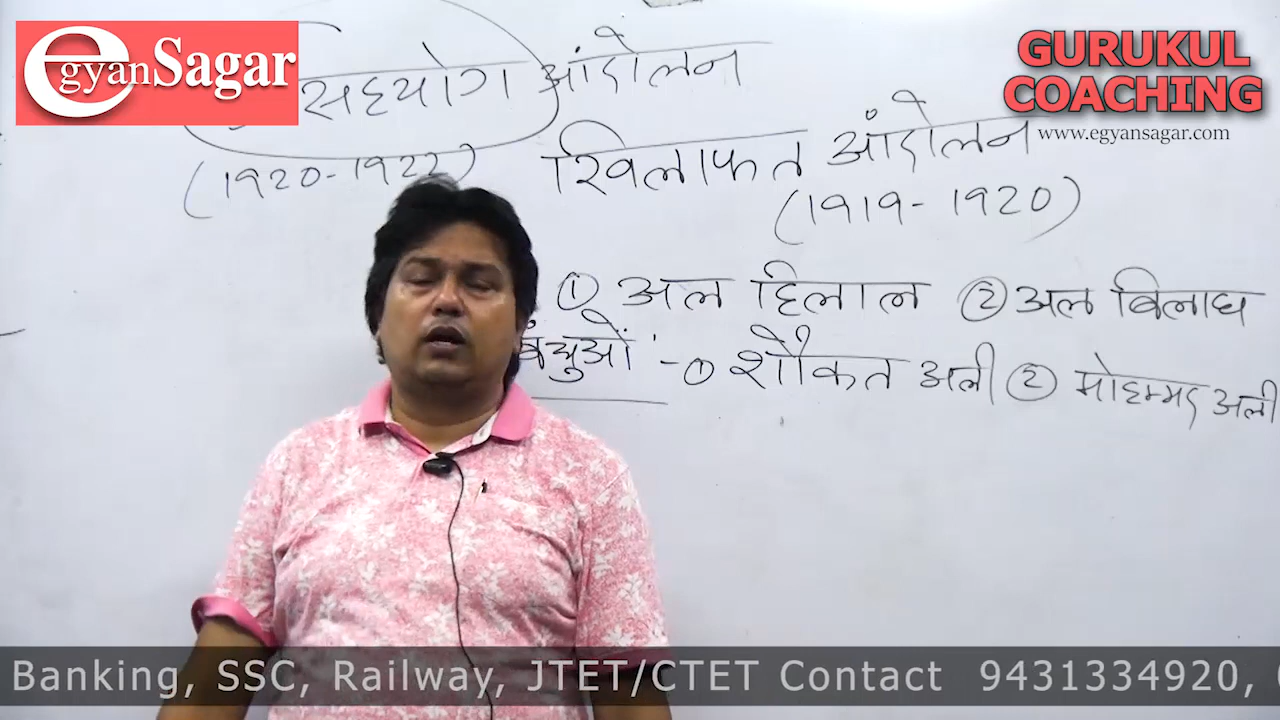 egyanSagar
GURUKUL
COACHING
www.egyansagar.com
सहयोग आंदोलन
(1920-1922)
खिलाफत आंदोलन
(1919-1920)
① अल हिलाल ② अल विलाघ
बंधुओं - ① शौकत अली ② मोहम्मद अली
Banking, SSC, Railway, JTET/CTET Contact 9431334920,